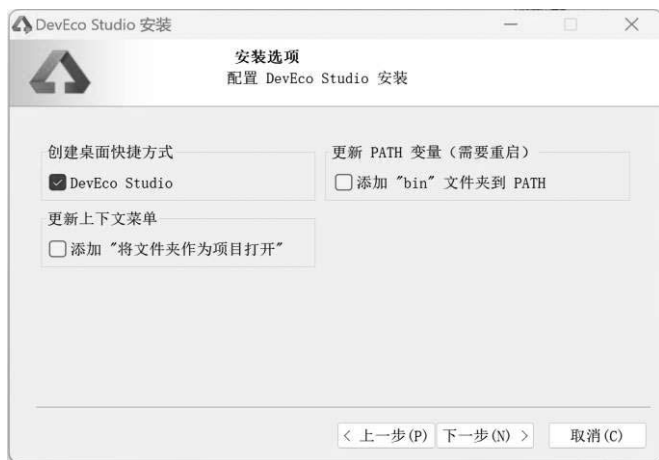 DevEco Studio 安装
安装选项
配置 DevEco Studio 安装
创建桌面快捷方式
DevEco Studio
更新 PATH 变量（需要重启）
添加 "bin" 文件夹到 PATH
更新上下文菜单
添加 "将文件夹作为项目打开"
< 上一步(P)
下一步(N) >
取消(C)